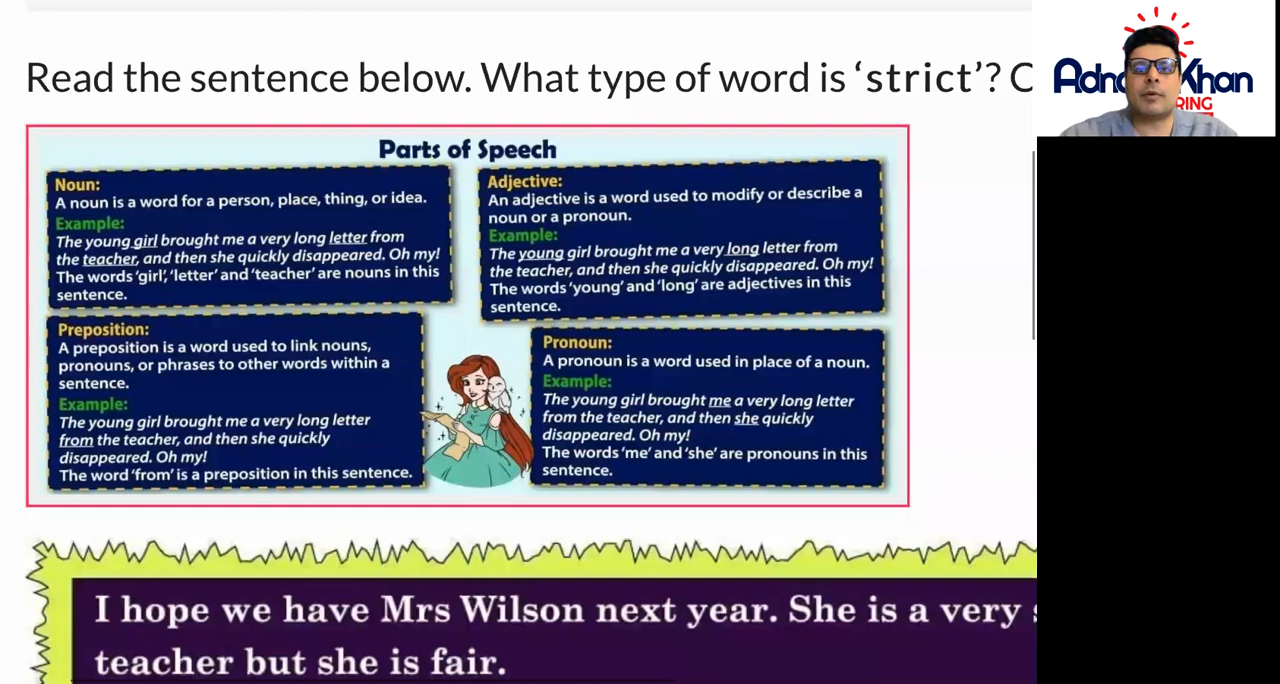 Read the sentence below. What type of word is ‘strict’? C
Khan
RING
Parts of Speech
Noun:
A noun is a word for a person, place, thing, or idea.
Example:
The young girl brought me a very long letter from
the teacher, and then she quickly disappeared. Oh my!
The words ‘girl’, ‘letter’ and ‘teacher’ are nouns in this
sentence.
Adjective:
An adjective is a word used to modify or describe a
noun or a pronoun.
Example:
The young girl brought me a very long letter from
the teacher, and then she quickly disappeared. Oh my!
The words ‘young’ and ‘long’ are adjectives in this
sentence.
Preposition:
A preposition is a word used to link nouns,
pronouns, or phrases to other words within a
sentence.
Example:
The young girl brought me a very long letter
from the teacher, and then she quickly
disappeared. Oh my!
The word ‘from’ is a preposition in this sentence.
Pronoun:
A pronoun is a word used in place of a noun.
Example:
The young girl brought me a very long letter
from the teacher, and then she quickly
disappeared. Oh my!
The words ‘me’ and ‘she’ are pronouns in this
sentence.
I hope we have Mrs Wilson next year. She is a very
teacher but she is fair.